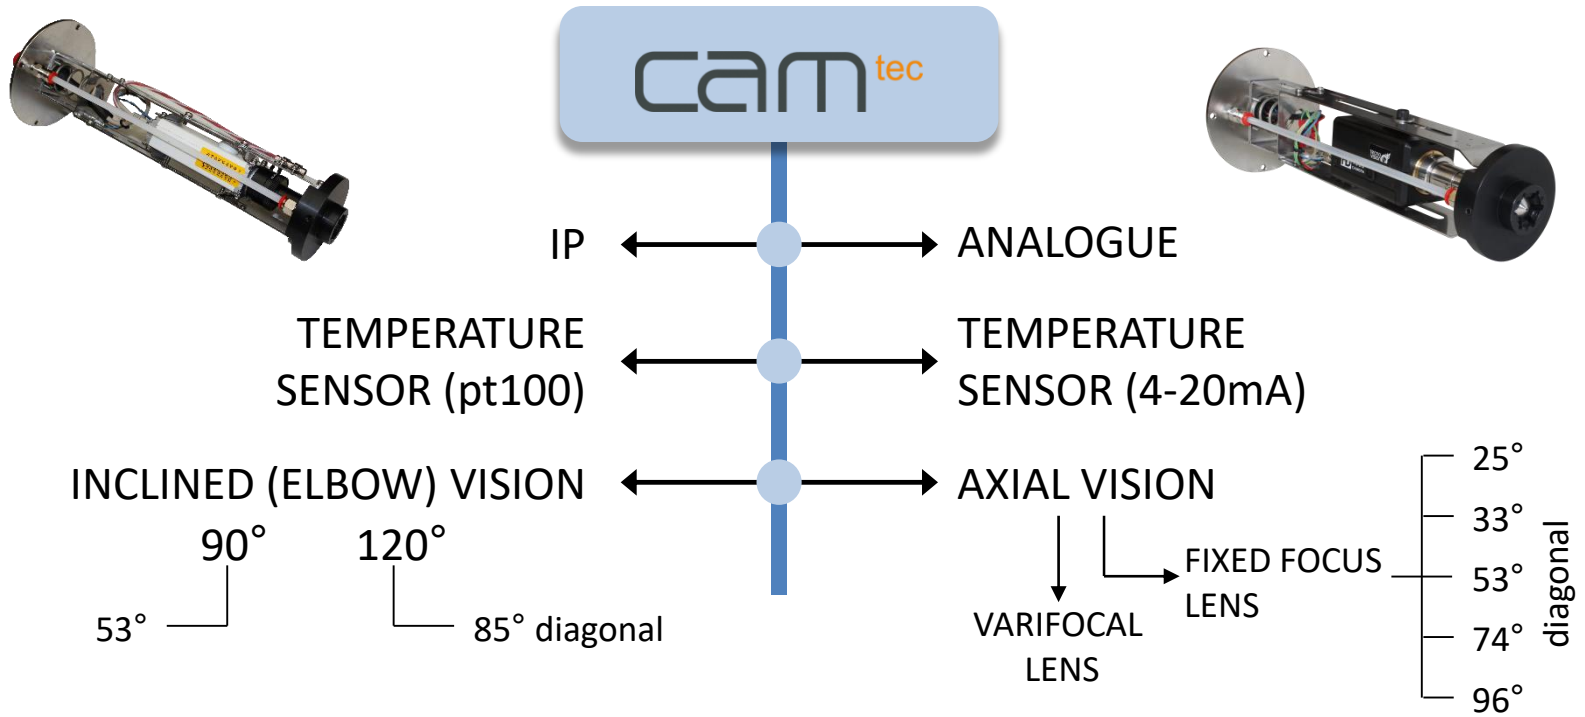 cam tec
IP
ANALOGUE
TEMPERATURE
SENSOR (pt100)
TEMPERATURE
SENSOR (4-20mA)
INCLINED (ELBOW) VISION
90°
120°
53°
85° diagonal
AXIAL VISION
VARIFOCAL
LENS
FIXED FOCUS
LENS
25°
33°
53°
74°
96°
diagonal